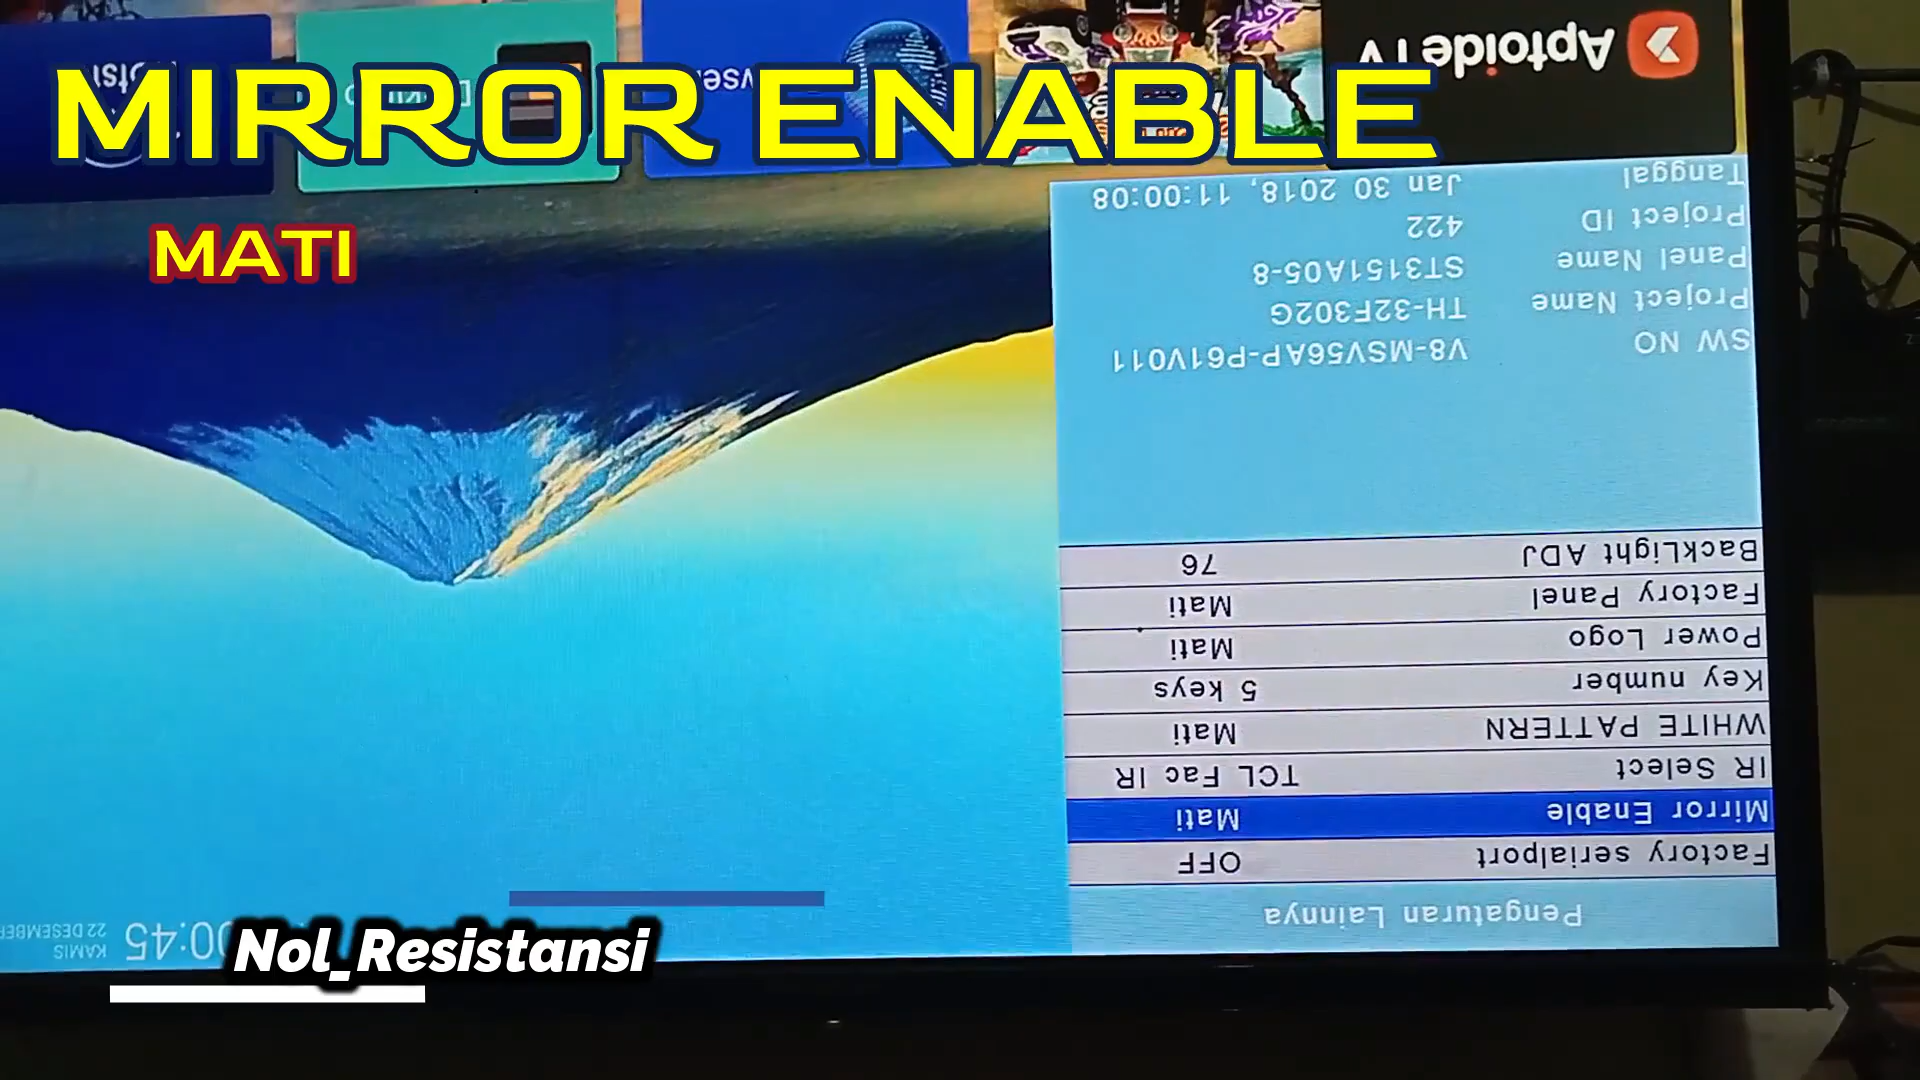 MIRROR ENABLE
MATI
Aptoide TV
Tanggal Jan 30 2018, 11:00:08
Project ID 422
Panel Name ST3151A05-8
Project Name TH-32F302G
SW NO V8-MSV56AP-P61V011
BackLight ADJ 76
Factory Panel Mati
Power Logo Mati
Key number 5 keys
WHITE PATTERN Mati
IR Select TCL Fac IR
Mirror Enable Mati
Factory serialport OFF
Pengaturan Lainnya
KAMIS
22 DESEMBER
00:45
Nol_Resistansi